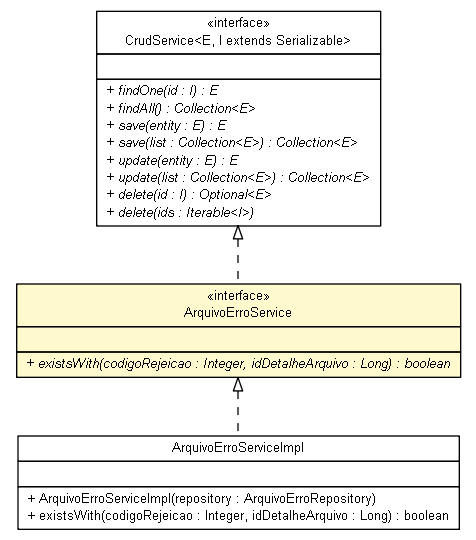 «interface»
CrudService<E, I extends Serializable>
+ findOne(id : I) : E
+ findAll() : Collection<E>
+ save(entity : E) : E
+ save(list : Collection<E>) : Collection<E>
+ update(entity : E) : E
+ update(list : Collection<E>) : Collection<E>
+ delete(id : I) : Optional<E>
+ delete(ids : Iterable<I>)
«interface»
ArquivoErroService
+ existsWith(codigoRejeicao : Integer, idDetalheArquivo : Long) : boolean
ArquivoErroServiceImpl
+ ArquivoErroServiceImpl(repository : ArquivoErroRepository)
+ existsWith(codigoRejeicao : Integer, idDetalheArquivo : Long) : boolean